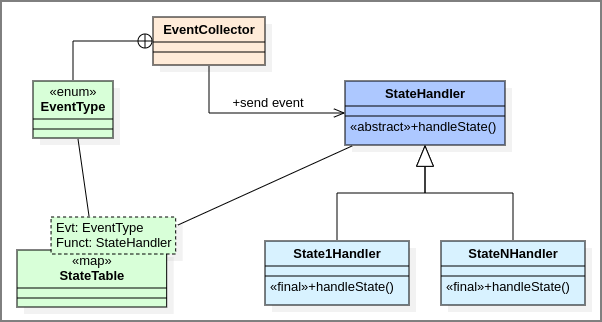 EventCollector
«enum»
EventType
+send event
StateHandler
«abstract»+handleState()
Evt: EventType
Funct: StateHandler
«map»
StateTable
State1Handler
«final»+handleState()
StateNHandler
«final»+handleState()